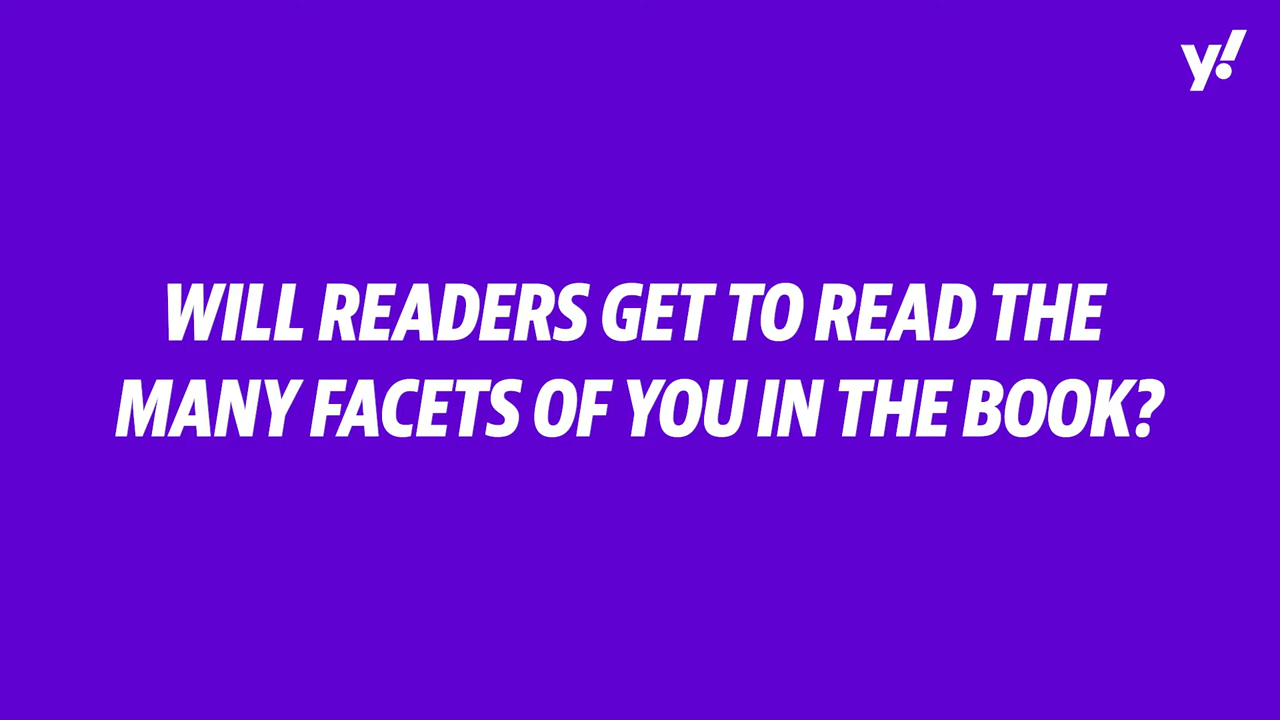 y!
WILL READERS GET TO READ THE
MANY FACETS OF YOU IN THE BOOK?